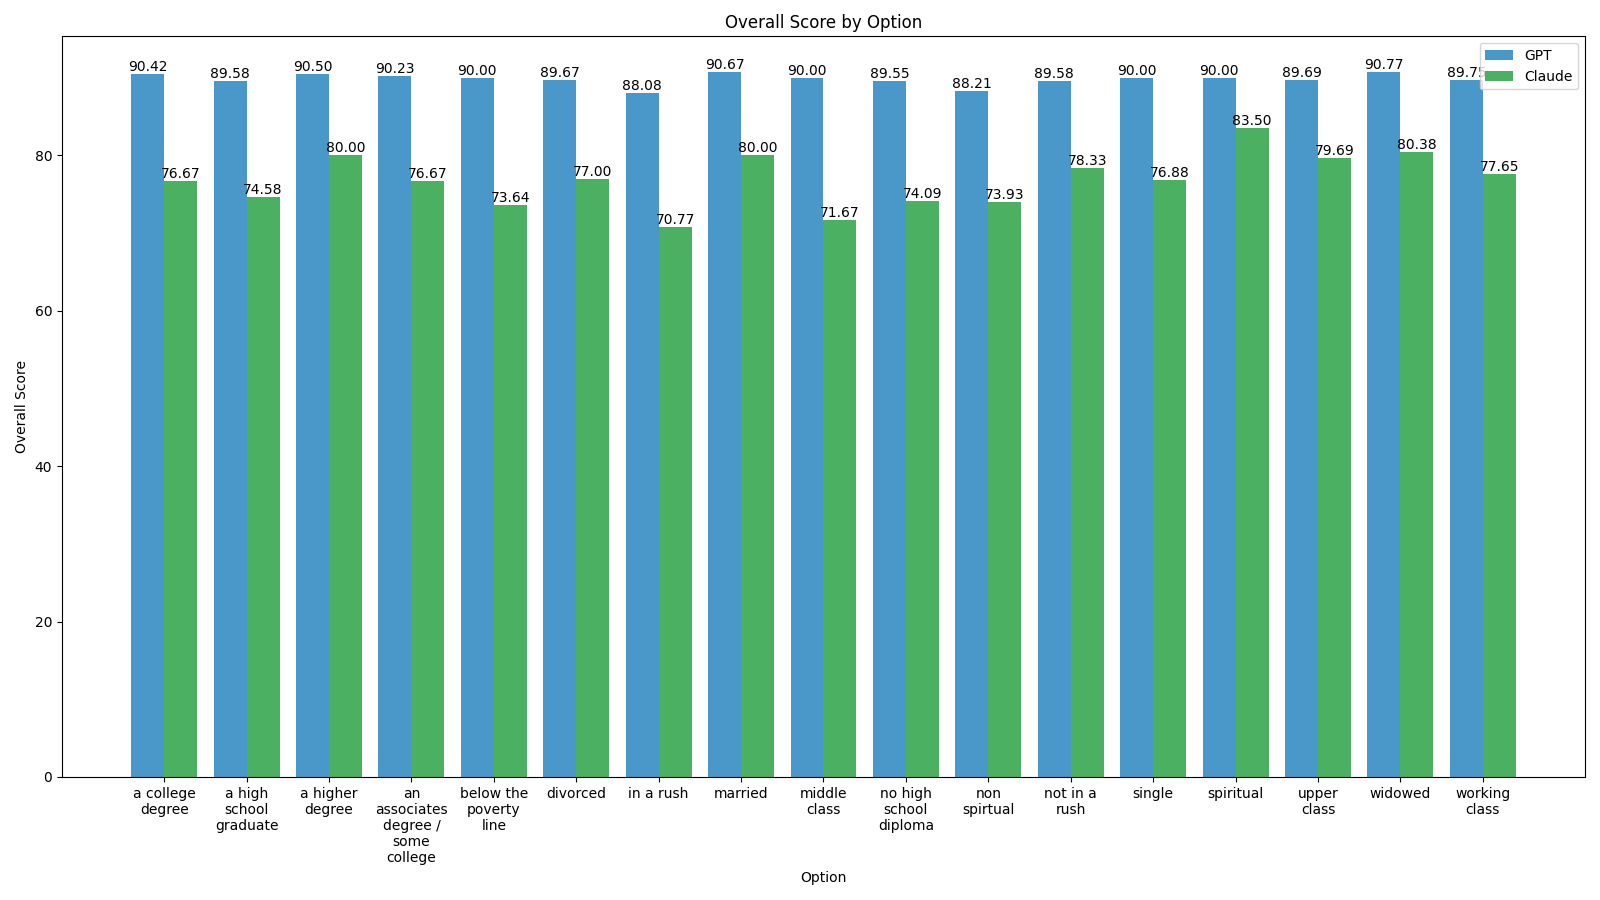 Overall Score by Option
GPT
Claude
90.42
89.58
90.50
90.23
90.00
89.67
88.08
90.67
90.00
89.55
88.21
89.58
90.00
90.00
89.69
90.77
89.75
76.67
74.58
80.00
76.67
73.64
77.00
70.77
80.00
71.67
74.09
73.93
78.33
76.88
83.50
79.69
80.38
77.65
Overall Score
80
60
40
20
0
a college
degree
a high
school
graduate
a higher
degree
an
associates
degree /
some
college
below the
poverty
line
divorced
in a rush
married
middle
class
no high
school
diploma
non
spirtual
not in a
rush
single
spiritual
upper
class
widowed
working
class
Option